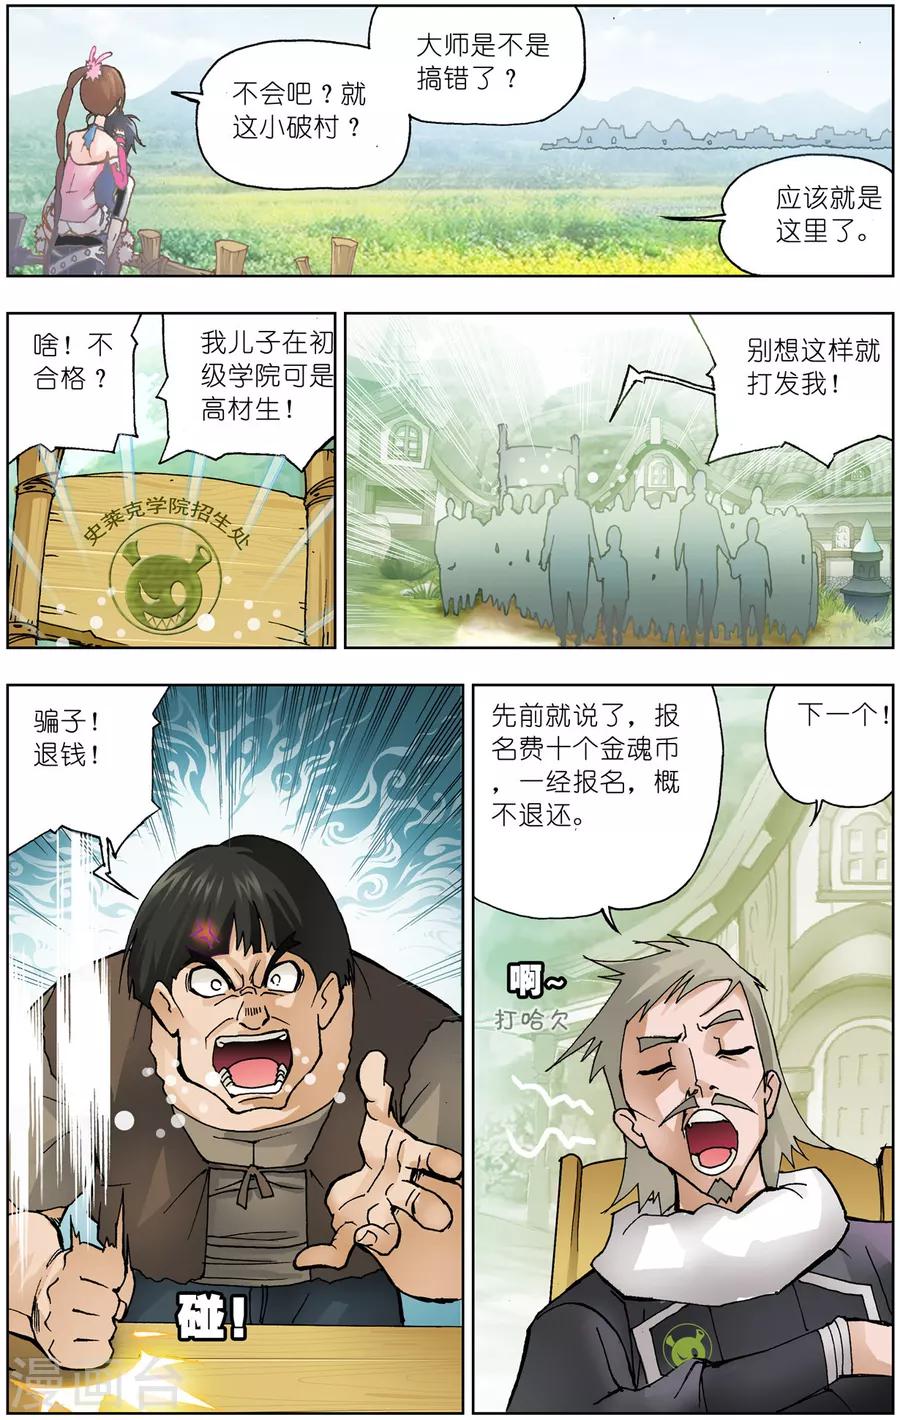 不会吧？就
这小破村？
大师是不是
搞错了？
应该就是
这里了。
啥！不
合格？
我儿子在初
级学院可是
高材生！
史莱克学院招生处
别想这样就
打发我！
骗子！
退钱！
碰！
先前就说了，报
名费十个金魂币
，一经报名，概
不退还。
下一个！
啊~
打哈欠
漫画台